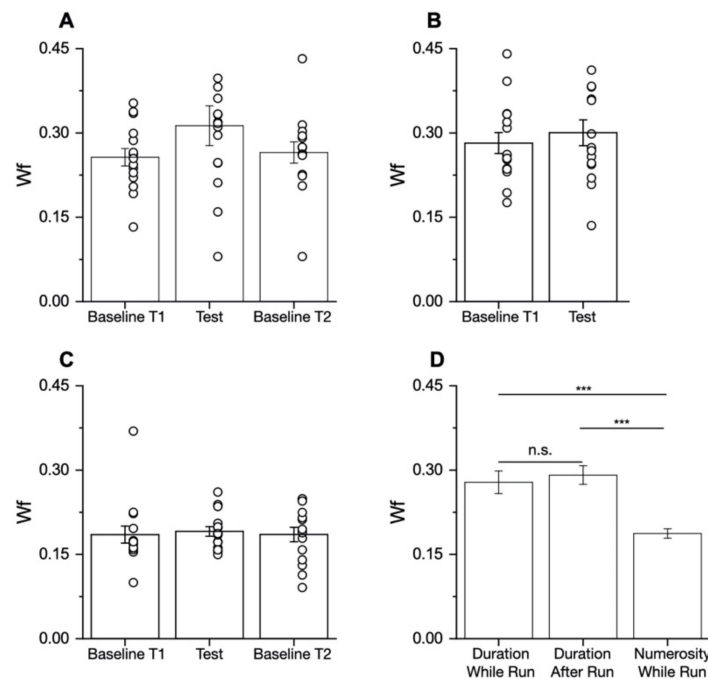 A
0.45
0.30
0.15
0.00
Wf
Baseline T1 Test Baseline T2
B
0.45
0.30
0.15
0.00
Wf
Baseline T1 Test
C
0.45
0.30
0.15
0.00
Wf
Baseline T1 Test Baseline T2
D
0.45
0.30
0.15
0.00
Wf
***
***
n.s.
Duration Duration Numerosity
While Run After Run While Run